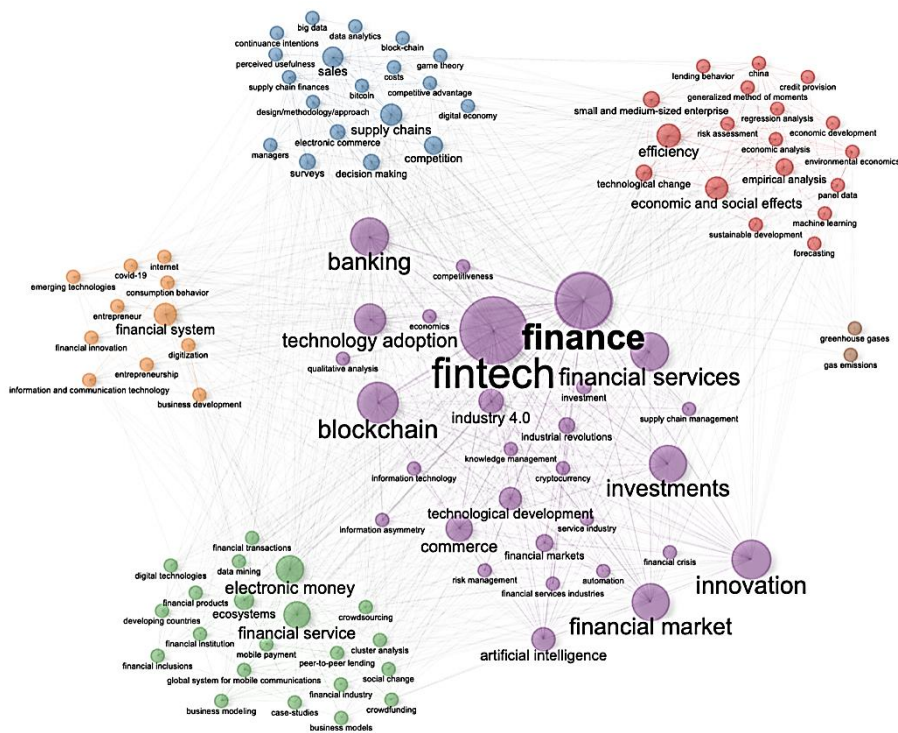 big data
continuance intentions
data analytics
block-chain
perceived usefulness
sales
game theory
supply chain finances
costs
bitcoin
competitive advantage
design/methodology/approach
digital economy
supply chains
electronic commerce
competition
managers
surveys
decision making
lending behavior
china
credit provision
generalized method of moments
small and medium-sized enterprise
regression analysis
risk assessment
economic development
efficiency
economic analysis
environmental economics
technological change
empirical analysis
panel data
economic and social effects
machine learning
sustainable development
forecasting
internet
covid-19
emerging technologies
consumption behavior
entrepreneur
financial system
financial innovation
digitization
entrepreneurship
information and communication technology
business development
banking
competitiveness
economics
technology adoption
finance
qualitative analysis
fintech
financial services
greenhouse gases
gas emissions
investment
blockchain
industry 4.0
supply chain management
industrial revolutions
knowledge management
information technology
cryptocurrency
investments
technological development
information asymmetry
service industry
commerce
financial markets
financial crisis
risk management
automation
innovation
financial services industries
financial market
artificial intelligence
financial transactions
digital technologies
data mining
electronic money
financial products
ecosystems
crowdsourcing
developing countries
financial service
financial institution
mobile payment
cluster analysis
financial inclusions
peer-to-peer lending
global system for mobile communications
social change
financial industry
business modeling
case-studies
crowdfunding
business models